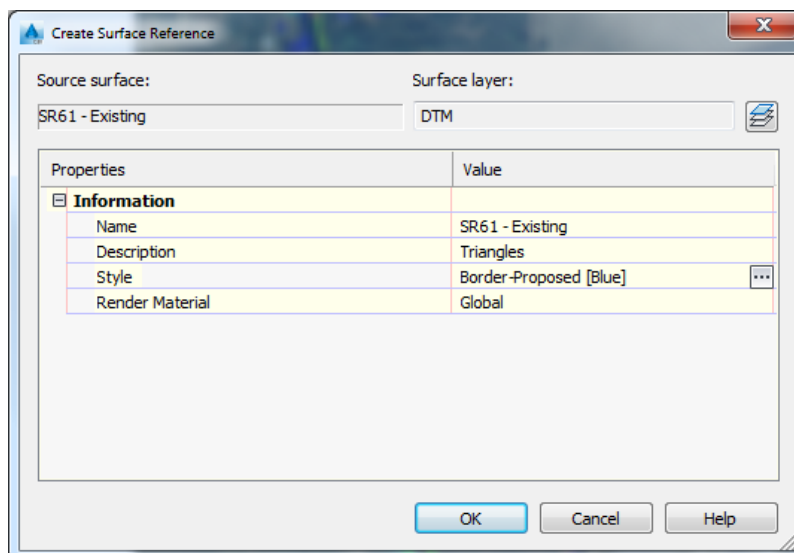 Create Surface Reference
Source surface: Surface layer:
SR61 - Existing DTM
Properties Value
Information
Name SR61 - Existing
Description Triangles
Style Border-Proposed [Blue] ...
Render Material Global
OK Cancel Help